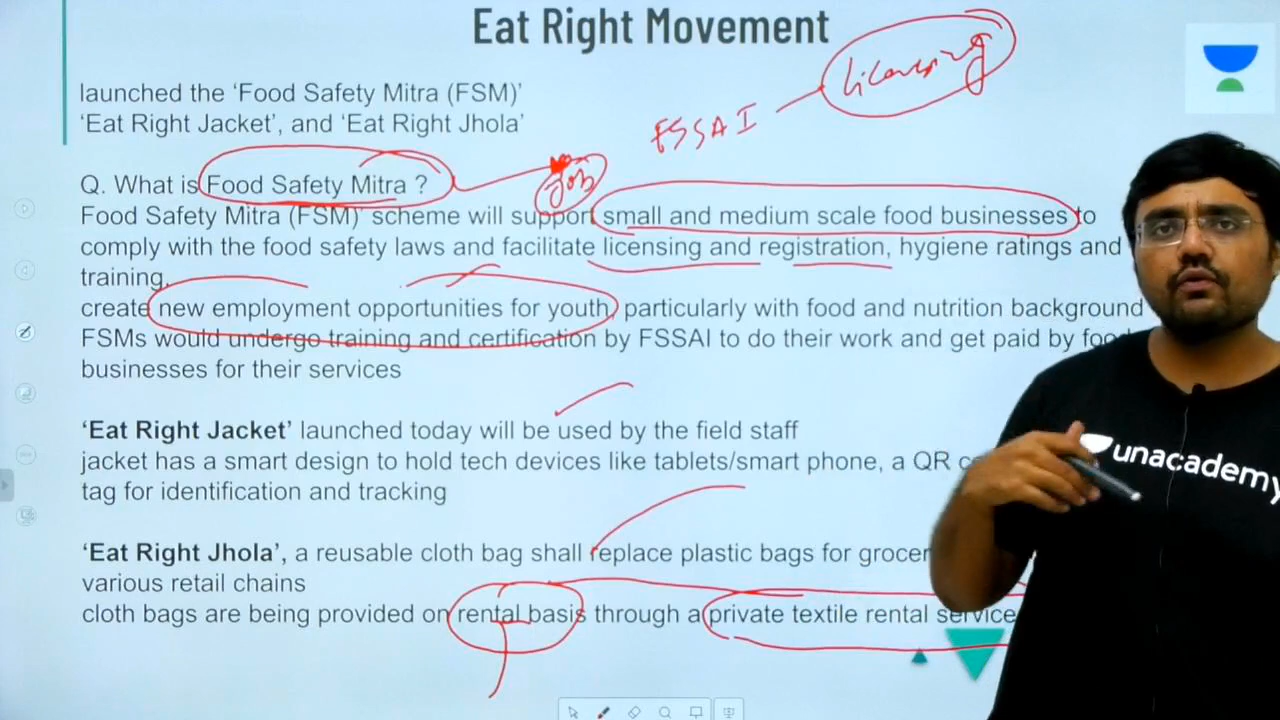 Eat Right Movement
launched the ‘Food Safety Mitra (FSM)’
‘Eat Right Jacket’, and ‘Eat Right Jhola’
FSSAI licensing
Q. What is Food Safety Mitra ?
Job
Food Safety Mitra (FSM)’ scheme will support small and medium scale food businesses to
comply with the food safety laws and facilitate licensing and registration, hygiene ratings and
training.
create new employment opportunities for youth, particularly with food and nutrition background
FSMs would undergo training and certification by FSSAI to do their work and get paid by
businesses for their services
‘Eat Right Jacket’ launched today will be used by the field staff
jacket has a smart design to hold tech devices like tablets/smart phone, a QR
tag for identification and tracking
‘Eat Right Jhola’, a reusable cloth bag shall replace plastic bags for
various retail chains
cloth bags are being provided on rental basis through a private textile rental service
unacademy